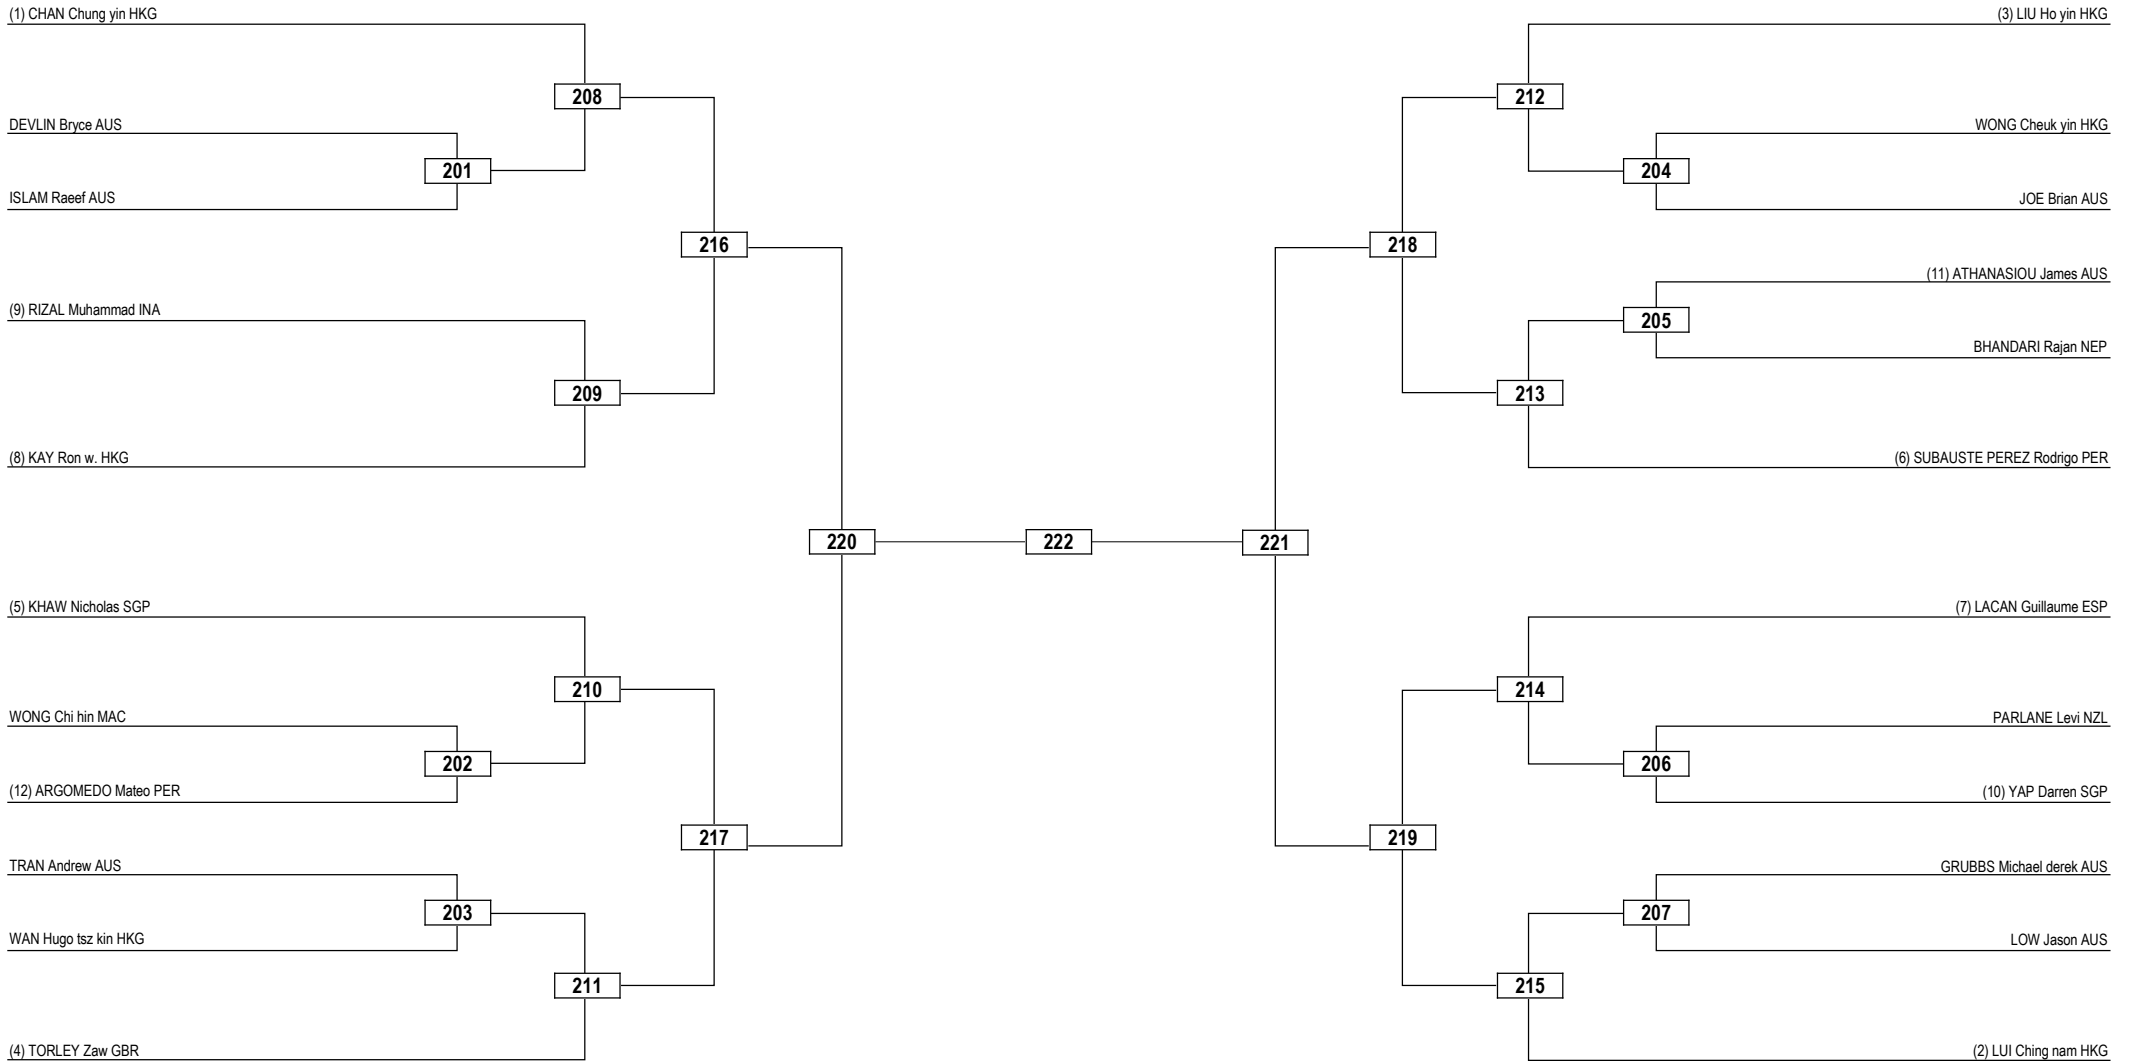 (1) CHAN Chung yin HKG
(3) LIU Ho yin HKG
208
212
DEVLIN Bryce AUS
WONG Cheuk yin HKG
201
204
ISLAM Raeef AUS
JOE Brian AUS
216
218
(11) ATHANASIOU James AUS
(9) RIZAL Muhammad INA
205
BHANDARI Rajan NEP
209
213
(8) KAY Ron w. HKG
(6) SUBAUSTE PEREZ Rodrigo PER
220
222
221
(5) KHAW Nicholas SGP
(7) LACAN Guillaume ESP
210
214
WONG Chi hin MAC
PARLANE Levi NZL
202
206
(12) ARGOMEDO Mateo PER
(10) YAP Darren SGP
217
219
TRAN Andrew AUS
GRUBBS Michael derek AUS
203
207
WAN Hugo tsz kin HKG
LOW Jason AUS
211
215
(4) TORLEY Zaw GBR
(2) LUI Ching nam HKG